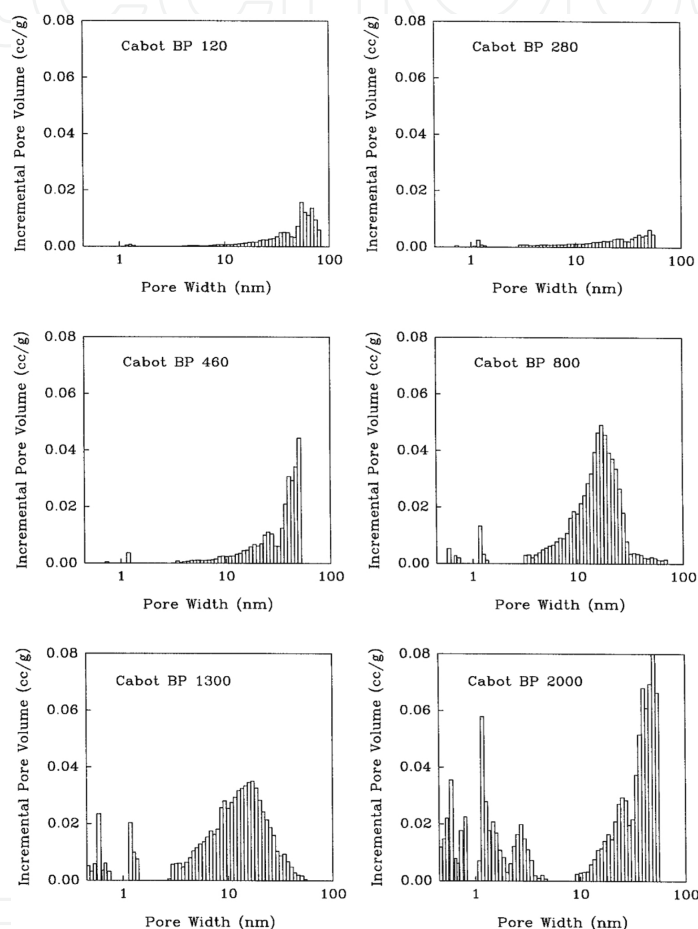 Incremental Pore Volume (cc/g)
0.08
0.06
0.04
0.02
0.00
Cabot BP 120
1
10
100
Pore Width (nm)
Incremental Pore Volume (cc/g)
0.08
0.06
0.04
0.02
0.00
Cabot BP 280
1
10
100
Pore Width (nm)
Incremental Pore Volume (cc/g)
0.08
0.06
0.04
0.02
0.00
Cabot BP 460
1
10
100
Pore Width (nm)
Incremental Pore Volume (cc/g)
0.08
0.06
0.04
0.02
0.00
Cabot BP 800
1
10
100
Pore Width (nm)
Incremental Pore Volume (cc/g)
0.08
0.06
0.04
0.02
0.00
Cabot BP 1300
1
10
100
Pore Width (nm)
Incremental Pore Volume (cc/g)
0.08
0.06
0.04
0.02
0.00
Cabot BP 2000
1
10
100
Pore Width (nm)